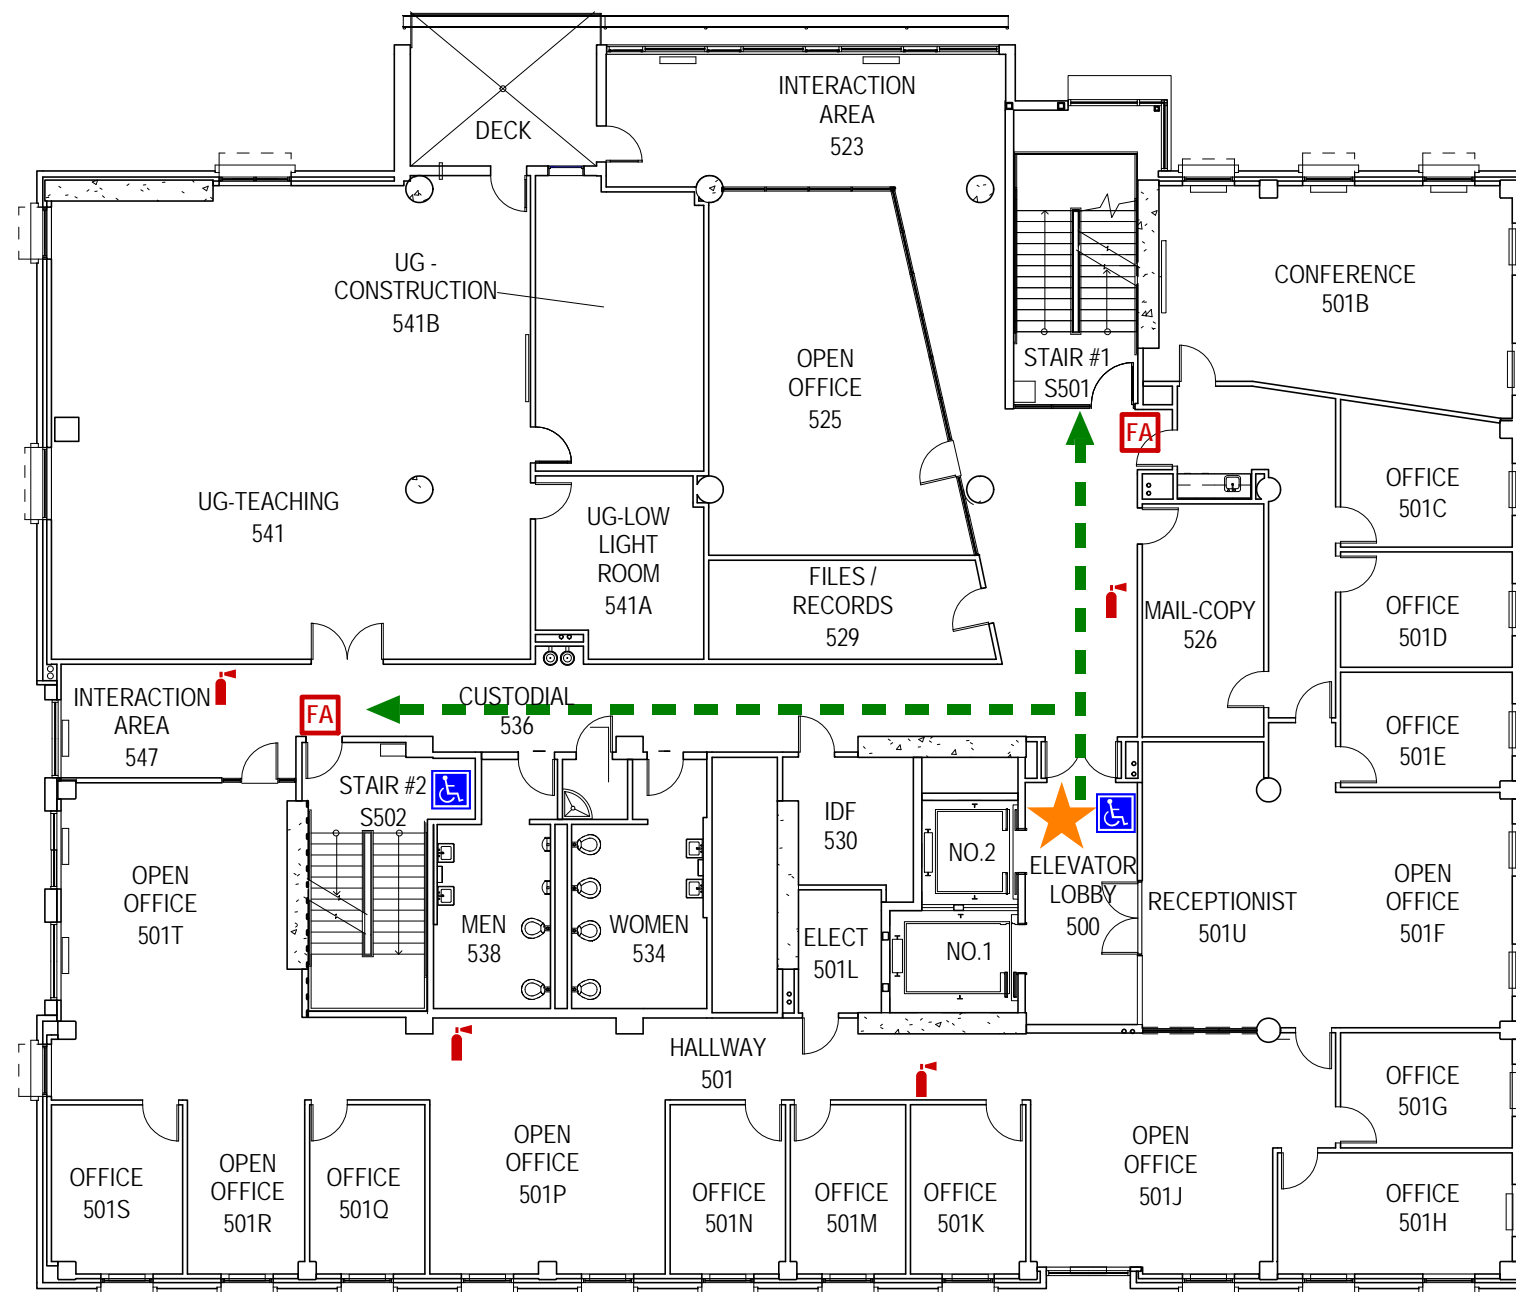 INTERACTION
AREA
523
DECK
UG -
CONSTRUCTION
541B
CONFERENCE
501B
OPEN
OFFICE
525
STAIR #1
S501
FA
UG-TEACHING
541
UG-LOW
LIGHT
ROOM
541A
OFFICE
501C
FILES /
RECORDS
529
MAIL-COPY
526
OFFICE
501D
INTERACTION
AREA
547
FA
CUSTODIAL
536
OFFICE
501E
STAIR #2
S502
IDF
530
NO.2
ELEVATOR
LOBBY
500
OPEN
OFFICE
501T
MEN
538
WOMEN
534
ELECT
501L
NO.1
RECEPTIONIST
501U
OPEN
OFFICE
501F
HALLWAY
501
OFFICE
501G
OFFICE
501S
OPEN
OFFICE
501R
OFFICE
501Q
OPEN
OFFICE
501P
OFFICE
501N
OFFICE
501M
OFFICE
501K
OPEN
OFFICE
501J
OFFICE
501H